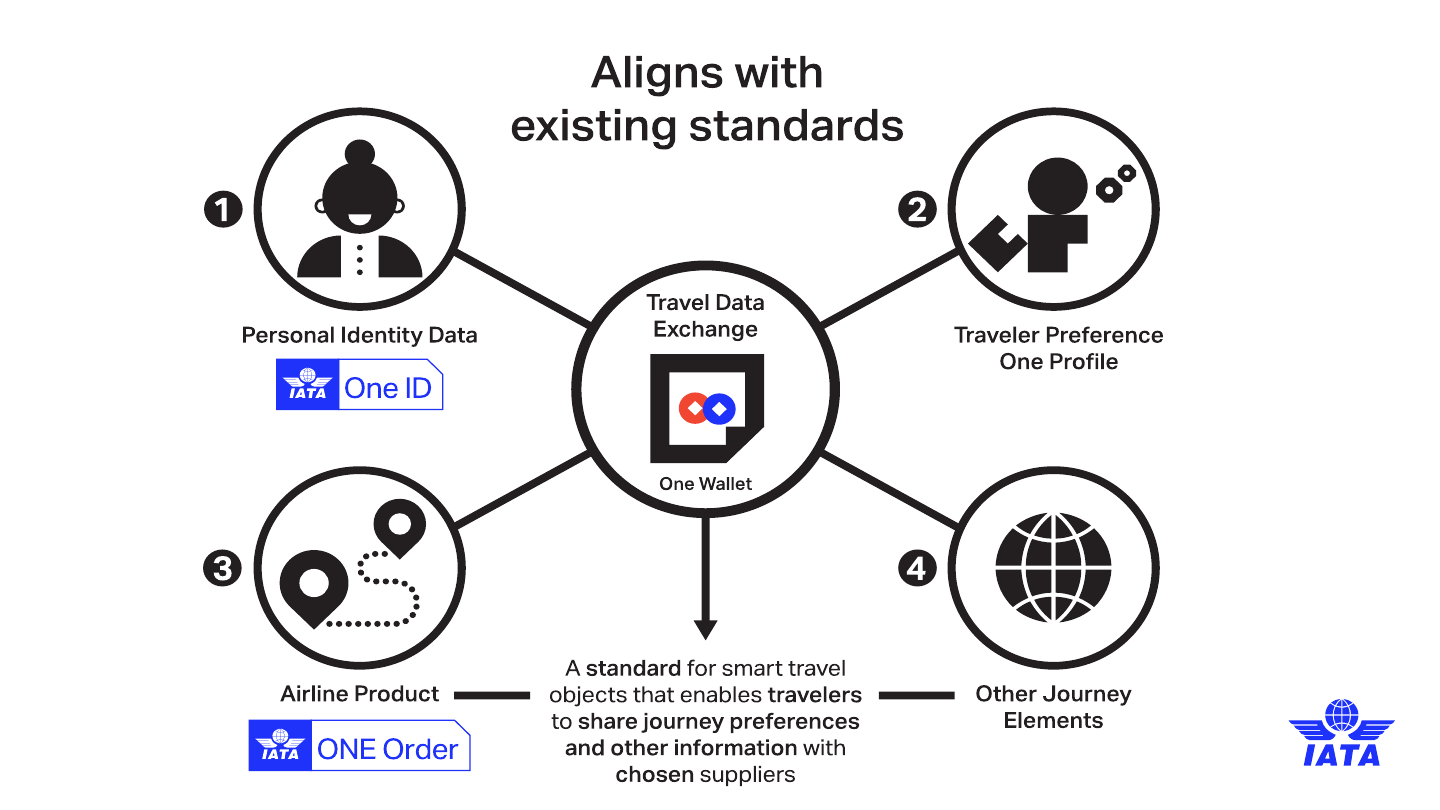 Aligns with
existing standards
1
2
Travel Data
Exchange
Personal Identity Data
IATA One ID
Traveler Preference
One Profile
One Wallet
3
4
A standard for smart travel
objects that enables travelers
to share journey preferences
and other information with
chosen suppliers
Airline Product
IATA ONE Order
Other Journey
Elements
IATA